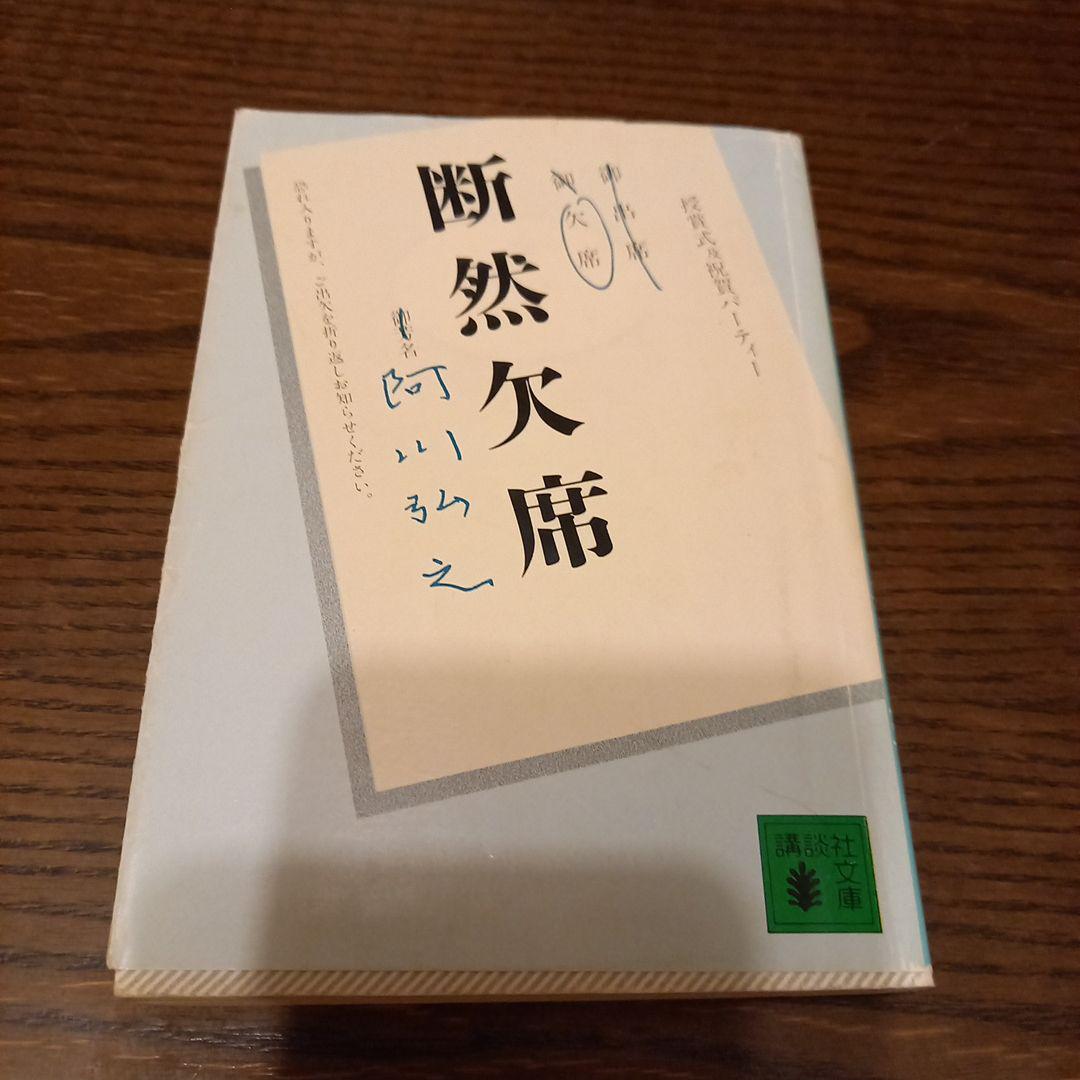 授賞式及祝賀パーティー
御出席
御欠席
断然欠席
御芳名
阿川弘之
恐れ入りますが、ご出欠を折り返しお知らせください。
講談社
文庫